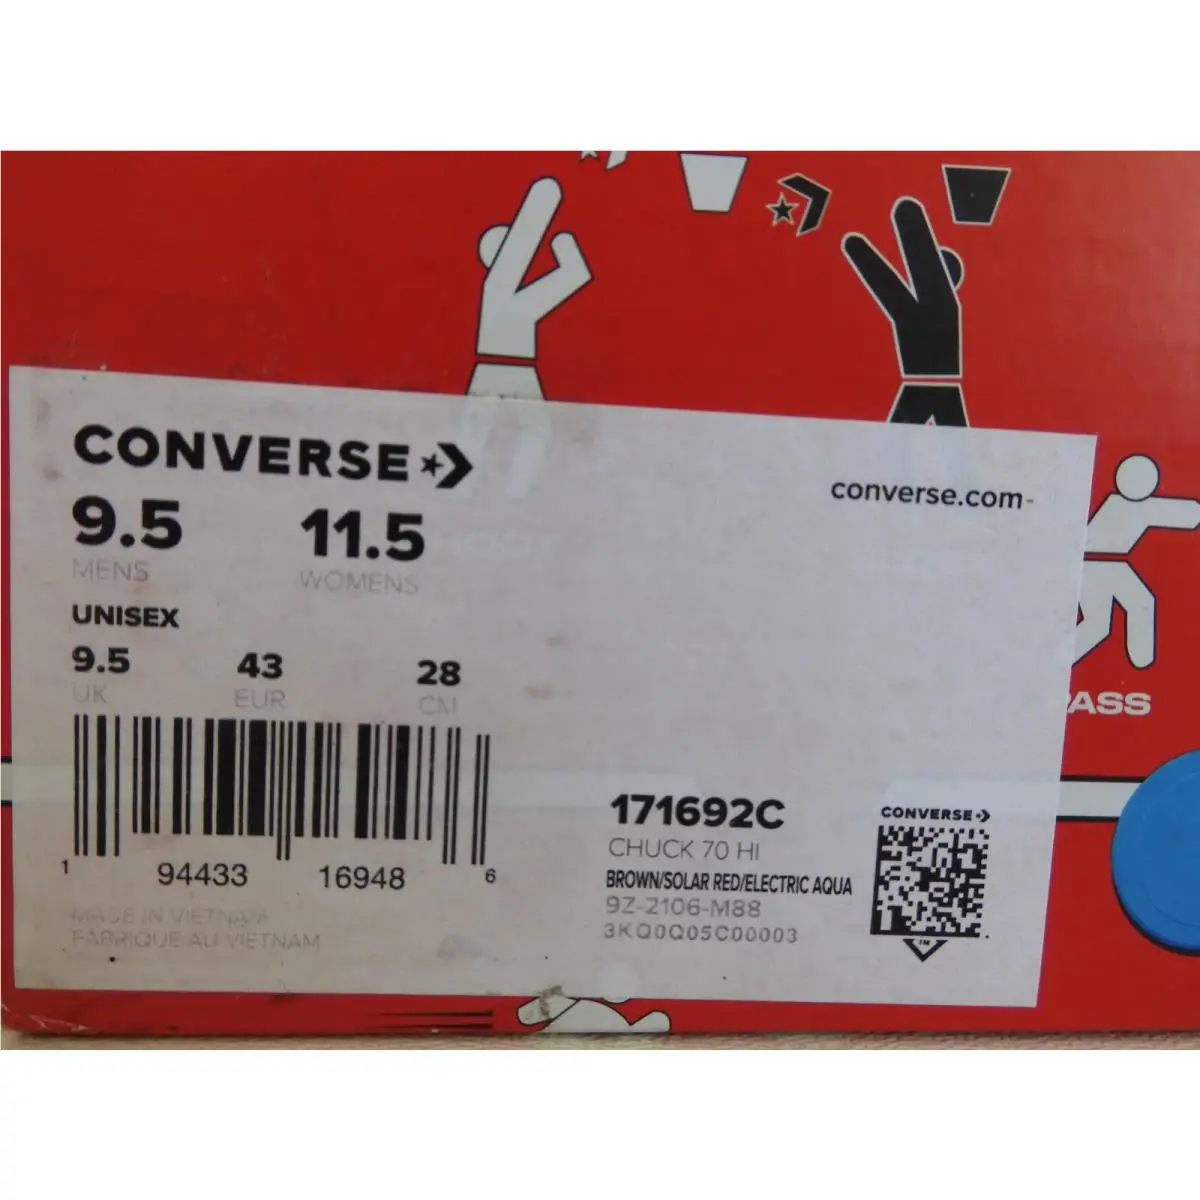 CONVERSE
converse.com
9.5 11.5
MENS WOMENS
UNISEX
9.5 43 28
UK EUR CM
1 94433 16948 6
MADE IN VIETNAM
FABRIQUE AU VIETNAM
171692C
CHUCK 70 HI
BROWN/SOLAR RED/ELECTRIC AQUA
9Z-2106-M88
3KQ0Q05C00003
CONVERSE
TM
PASS